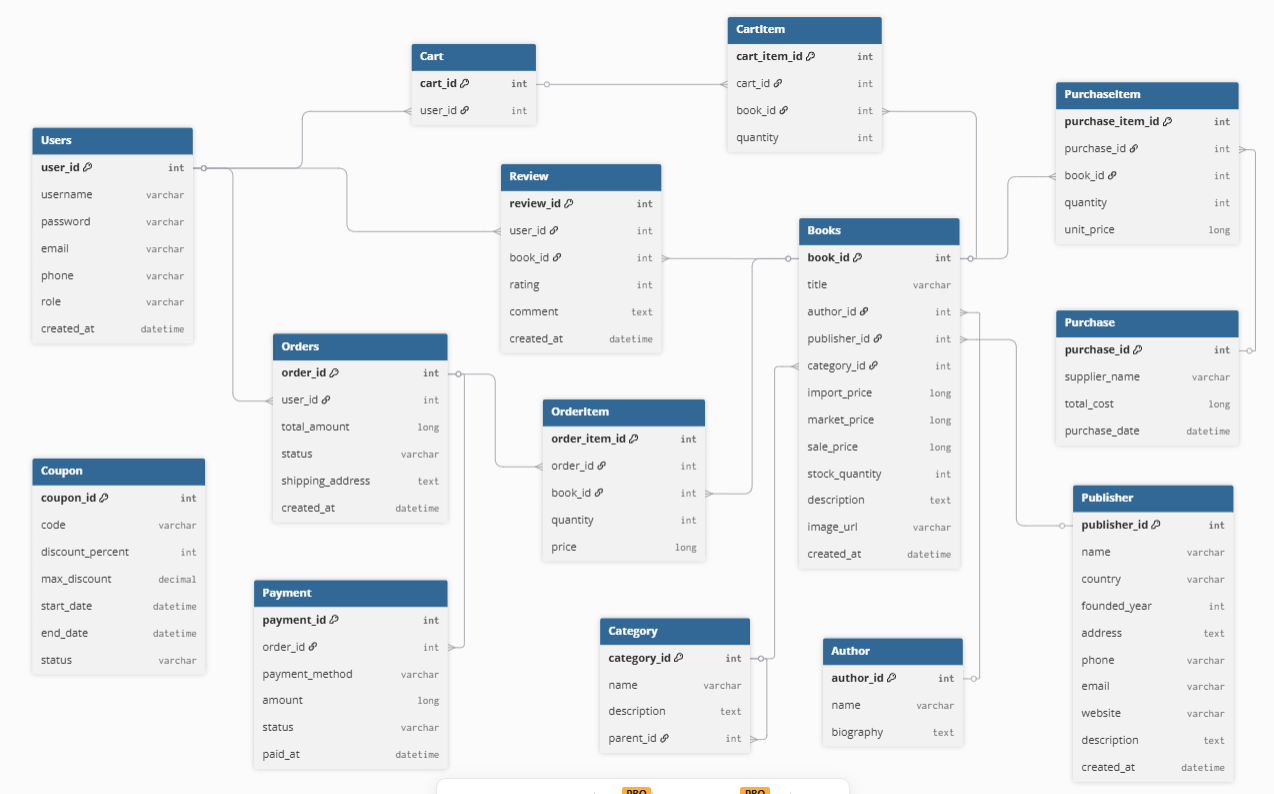 Cart
cart_id int
user_id int
CartItem
cart_item_id int
cart_id int
book_id int
quantity int
PurchaseItem
purchase_item_id int
purchase_id int
book_id int
quantity int
unit_price long
Users
user_id int
username varchar
password varchar
email varchar
phone varchar
role varchar
created_at datetime
Review
review_id int
user_id int
book_id int
rating int
comment text
created_at datetime
Books
book_id int
title varchar
author_id int
publisher_id int
category_id int
import_price long
market_price long
sale_price long
stock_quantity int
description text
image_url varchar
created_at datetime
Purchase
purchase_id int
supplier_name varchar
total_cost long
purchase_date datetime
Orders
order_id int
user_id int
total_amount long
status varchar
shipping_address text
created_at datetime
OrderItem
order_item_id int
order_id int
book_id int
quantity int
price long
Coupon
coupon_id int
code varchar
discount_percent int
max_discount decimal
start_date datetime
end_date datetime
status varchar
Payment
payment_id int
order_id int
payment_method varchar
amount long
status varchar
paid_at datetime
Category
category_id int
name varchar
description text
parent_id int
Author
author_id int
name varchar
biography text
Publisher
publisher_id int
name varchar
country varchar
founded_year int
address text
phone varchar
email varchar
website varchar
description text
created_at datetime
PRO PRO